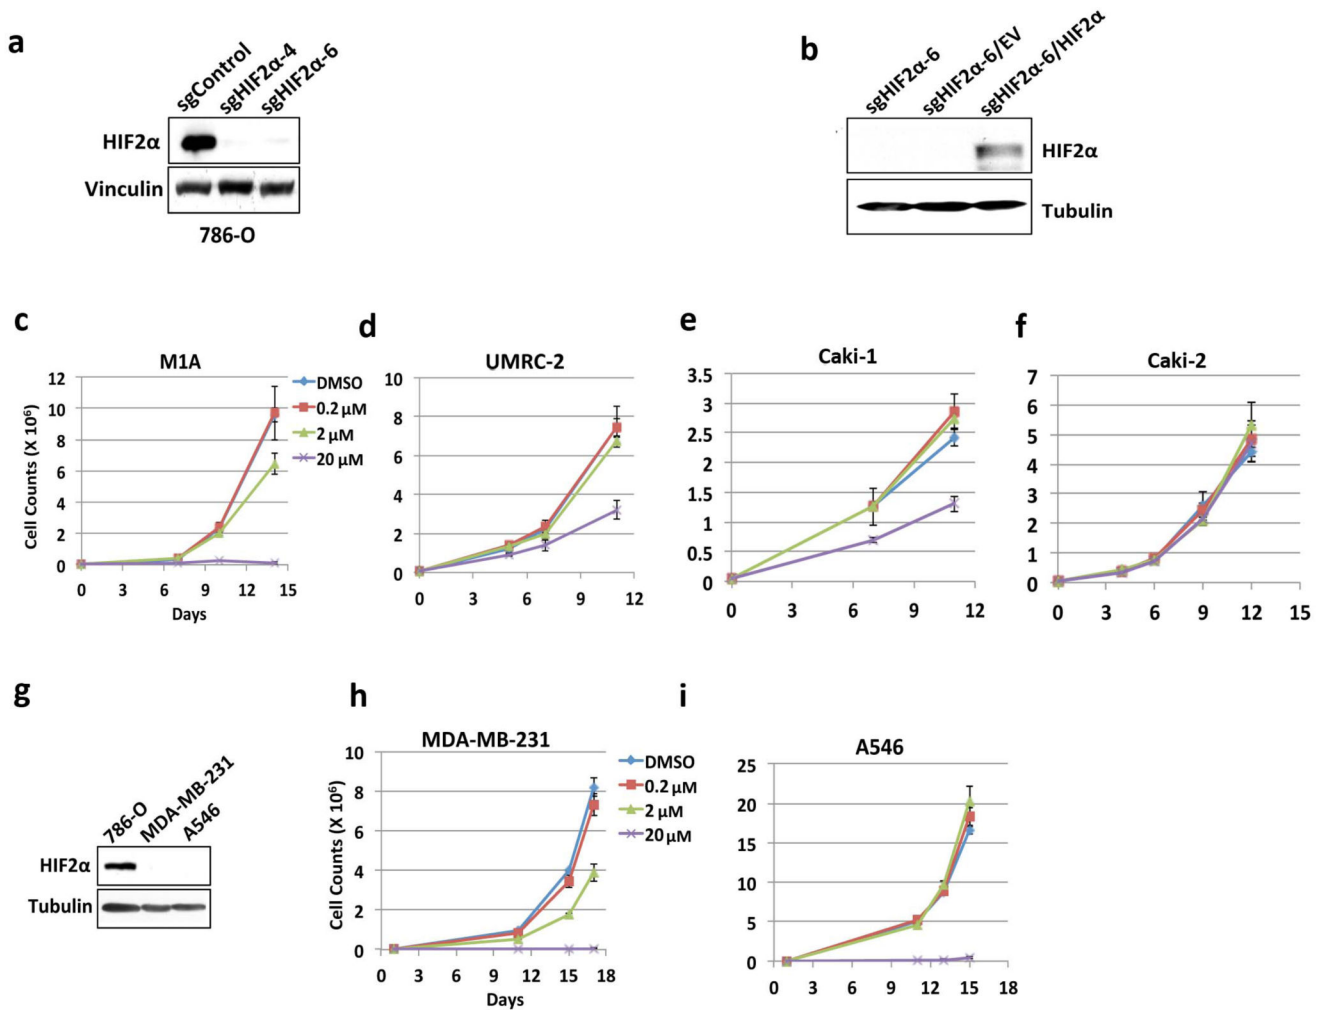 a
sgControl
sgHIF2α-4
sgHIF2α-6
HIF2α
Vinculin
786-O
b
sgHIF2α-6
sgHIF2α-6/EV
sgHIF2α-6/HIF2α
HIF2α
Tubulin
c
M1A
12
10
8
6
4
2
0
0 3 6 9 12 15
Cell Counts (X 10⁶)
Days
DMSO
0.2 μM
2 μM
20 μM
d
UMRC-2
10
8
6
4
2
0
0 3 6 9 12
e
Caki-1
3.5
3
2.5
2
1.5
1
0.5
0
0 3 6 9 12
f
Caki-2
7
6
5
4
3
2
1
0
0 3 6 9 12 15
g
786-O
MDA-MB-231
A546
HIF2α
Tubulin
h
MDA-MB-231
10
8
6
4
2
0
0 3 6 9 12 15 18
Cell Counts (X 10⁶)
Days
DMSO
0.2 μM
2 μM
20 μM
i
A546
25
20
15
10
5
0
0 3 6 9 12 15 18